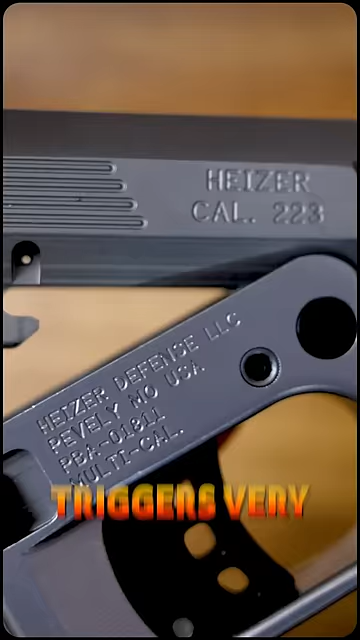 HEIZER
CAL. 223
HEIZER DEFENSE LLC
PEVELY MO USA
PBA-01811
MULTI-CAL.
TRIGGERS VERY